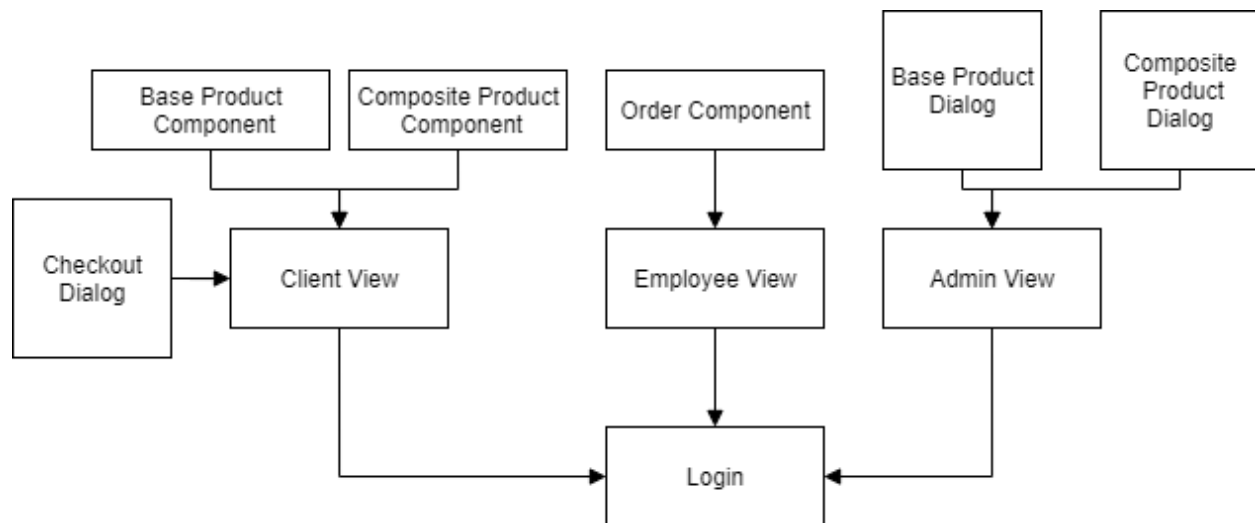 Base Product
Component
Composite Product
Component
Order Component
Base Product
Dialog
Composite
Product
Dialog
Checkout
Dialog
Client View
Employee View
Admin View
Login